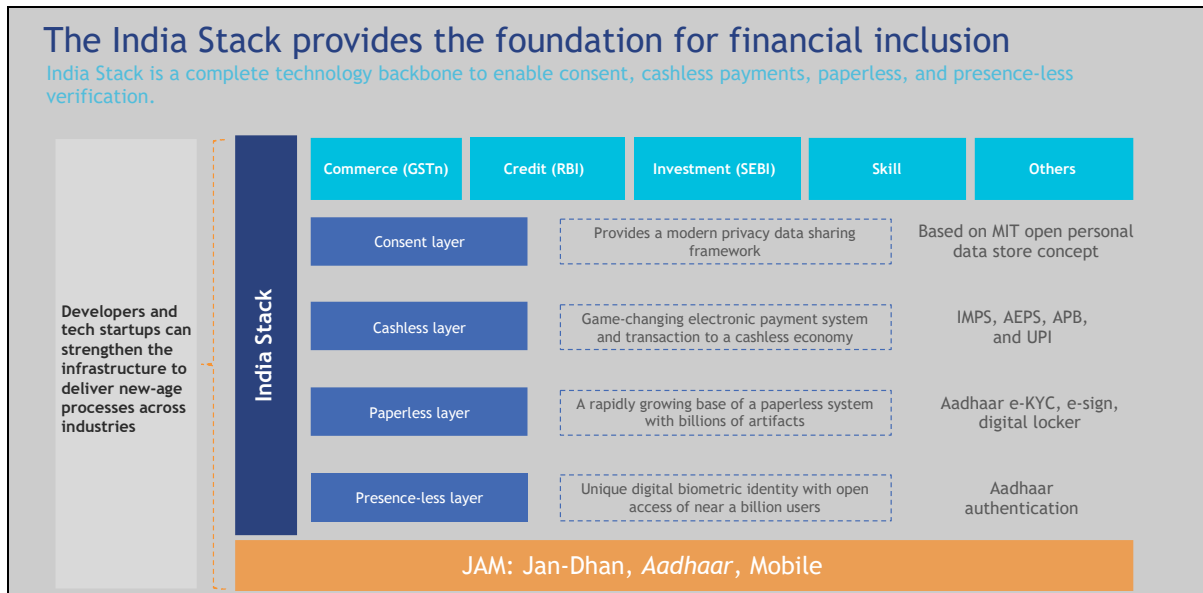 The India Stack provides the foundation for financial inclusion
India Stack is a complete technology backbone to enable consent, cashless payments, paperless, and presence-less
verification.
Developers and
tech startups can
strengthen the
infrastructure to
deliver new-age
processes across
industries
India Stack
Commerce (GSTn)
Credit (RBI)
Investment (SEBI)
Skill
Others
Consent layer
Provides a modern privacy data sharing
framework
Based on MIT open personal
data store concept
Cashless layer
Game-changing electronic payment system
and transaction to a cashless economy
IMPS, AEPS, APB,
and UPI
Paperless layer
A rapidly growing base of a paperless system
with billions of artifacts
Aadhaar e-KYC, e-sign,
digital locker
Presence-less layer
Unique digital biometric identity with open
access of near a billion users
Aadhaar
authentication
JAM: Jan-Dhan, Aadhaar, Mobile